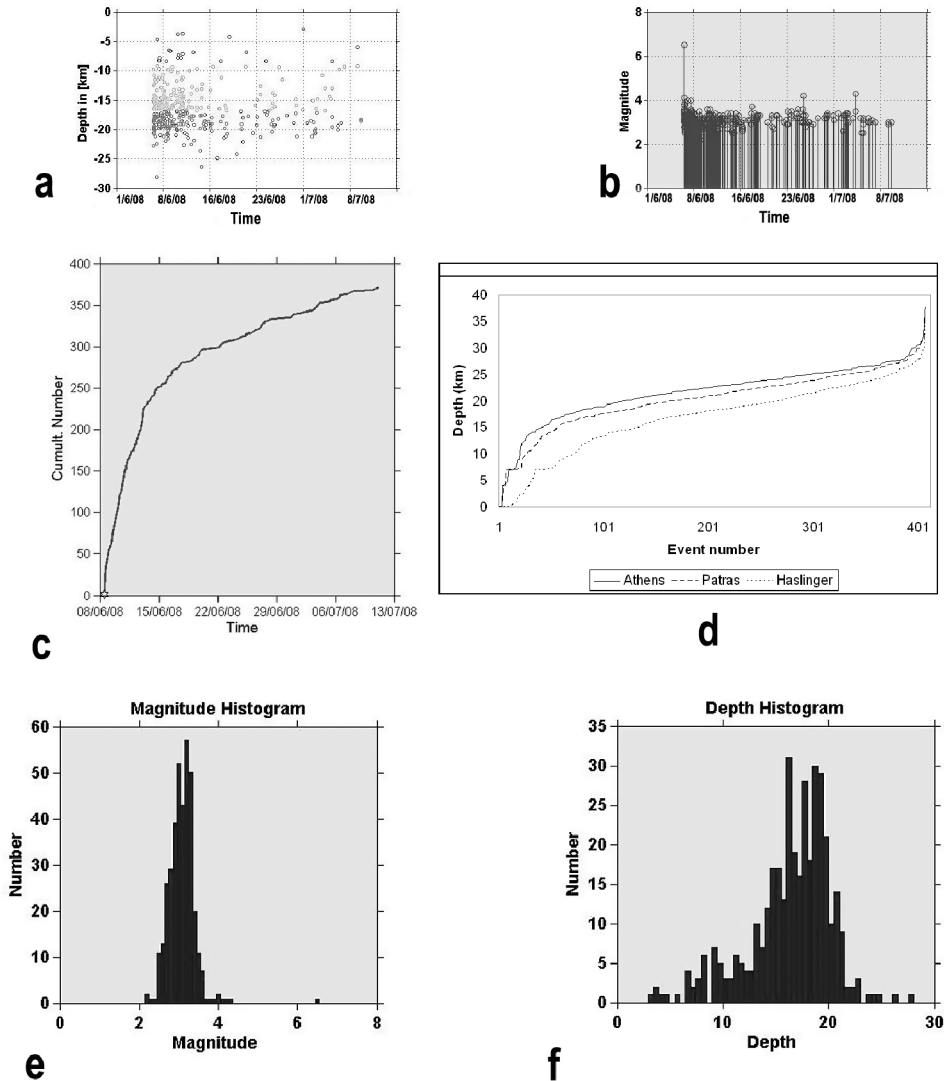 0
-5
-10
-15
-20
-25
-30
Depth in [km]
1/6/08 8/6/08 16/6/08 23/6/08 1/7/08 8/7/08
Time
a
8
6
4
2
0
Magnitude
1/6/08 8/6/08 16/6/08 23/6/08 1/7/08 8/7/08
Time
b
400
350
300
250
200
150
100
50
0
Cumult. Number
08/06/08 15/06/08 22/06/08 29/06/08 06/07/08 13/07/08
Time
c
40
35
30
25
20
15
10
5
0
Depth (km)
1 101 201 301 401
Event number
Athens Patras Haslinger
d
Magnitude Histogram
60
50
40
30
20
10
0
Number
0 2 4 6 8
Magnitude
e
Depth Histogram
35
30
25
20
15
10
5
0
Number
0 10 20 30
Depth
f